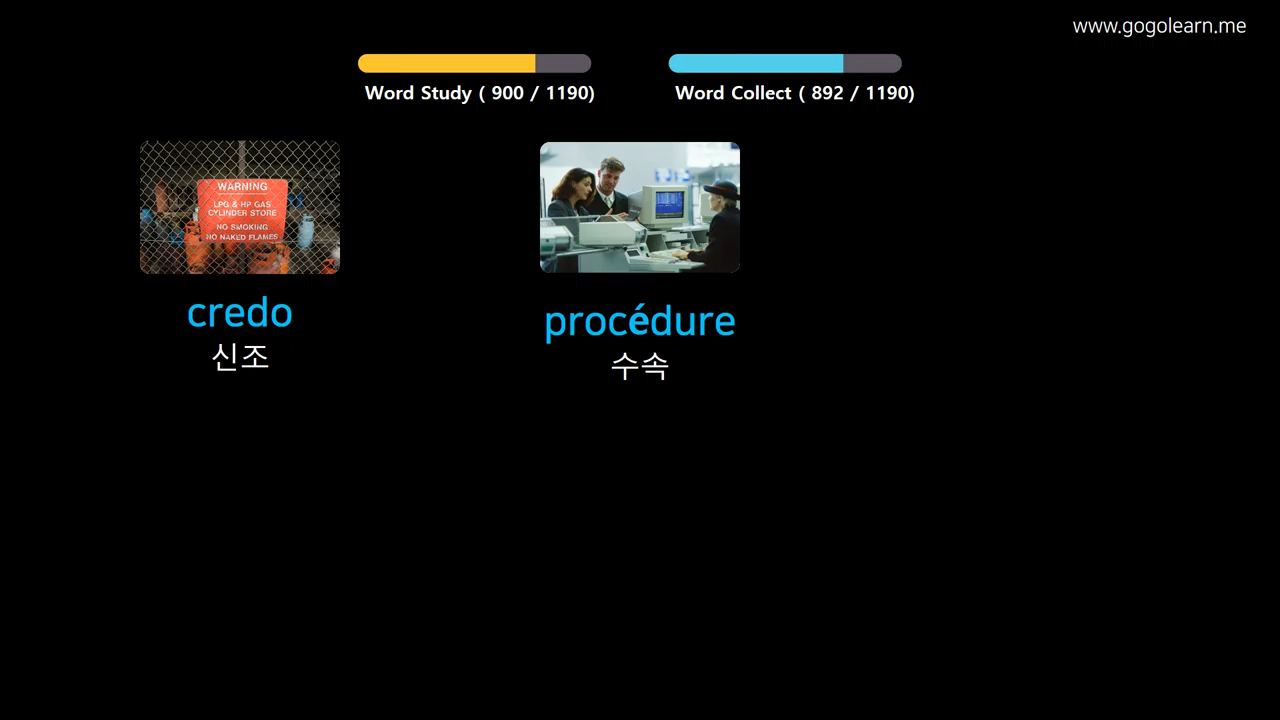 www.gogolearn.me
Word Study ( 900 / 1190)
Word Collect ( 892 / 1190)
WARNING
LPG & HP GAS
CYLINDER STORE
NO SMOKING
NO NAKED FLAMES
credo
신조
procédure
수속